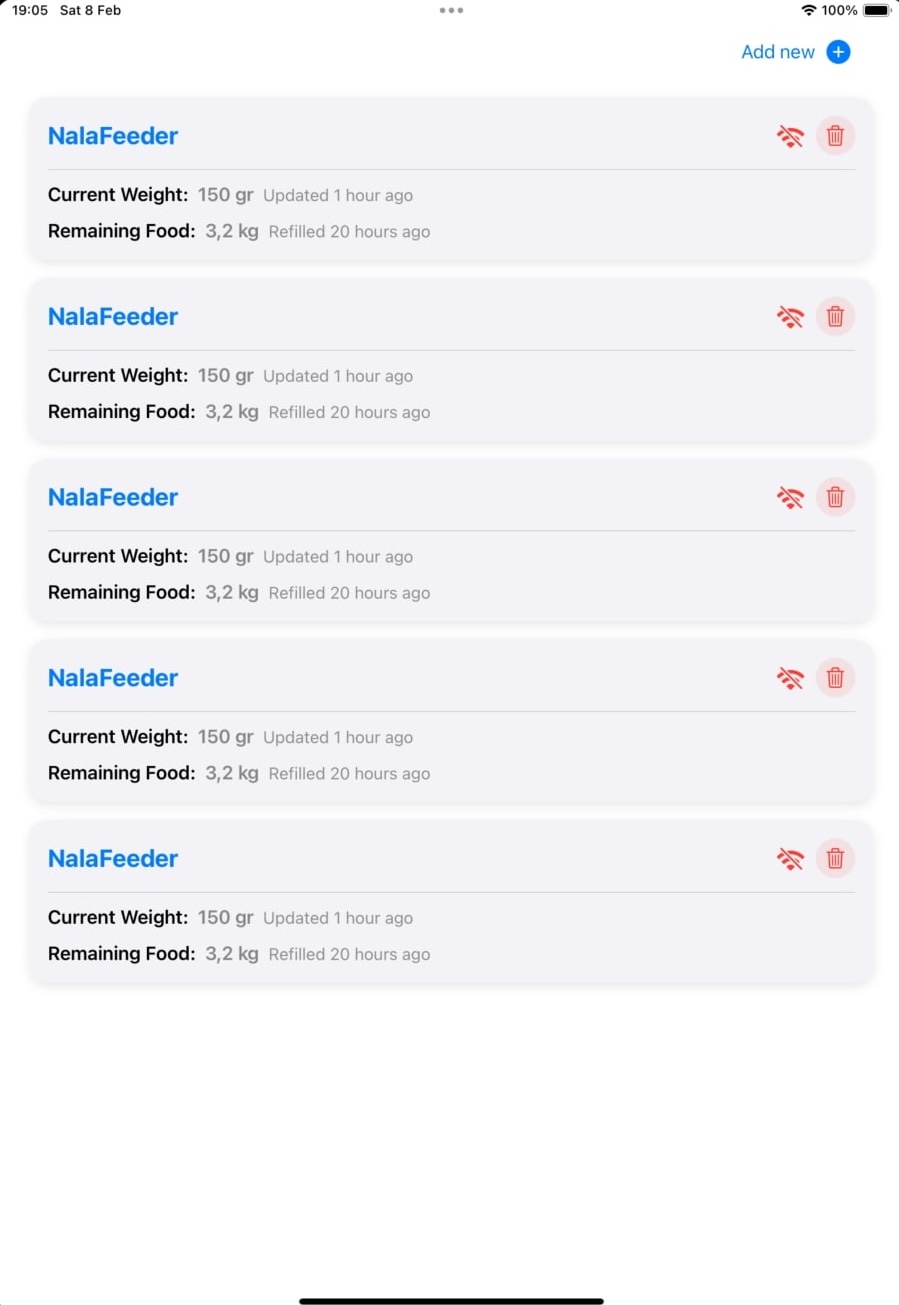 19:05 Sat 8 Feb 100%
Add new
NalaFeeder
Current Weight: 150 gr Updated 1 hour ago
Remaining Food: 3,2 kg Refilled 20 hours ago
NalaFeeder
Current Weight: 150 gr Updated 1 hour ago
Remaining Food: 3,2 kg Refilled 20 hours ago
NalaFeeder
Current Weight: 150 gr Updated 1 hour ago
Remaining Food: 3,2 kg Refilled 20 hours ago
NalaFeeder
Current Weight: 150 gr Updated 1 hour ago
Remaining Food: 3,2 kg Refilled 20 hours ago
NalaFeeder
Current Weight: 150 gr Updated 1 hour ago
Remaining Food: 3,2 kg Refilled 20 hours ago